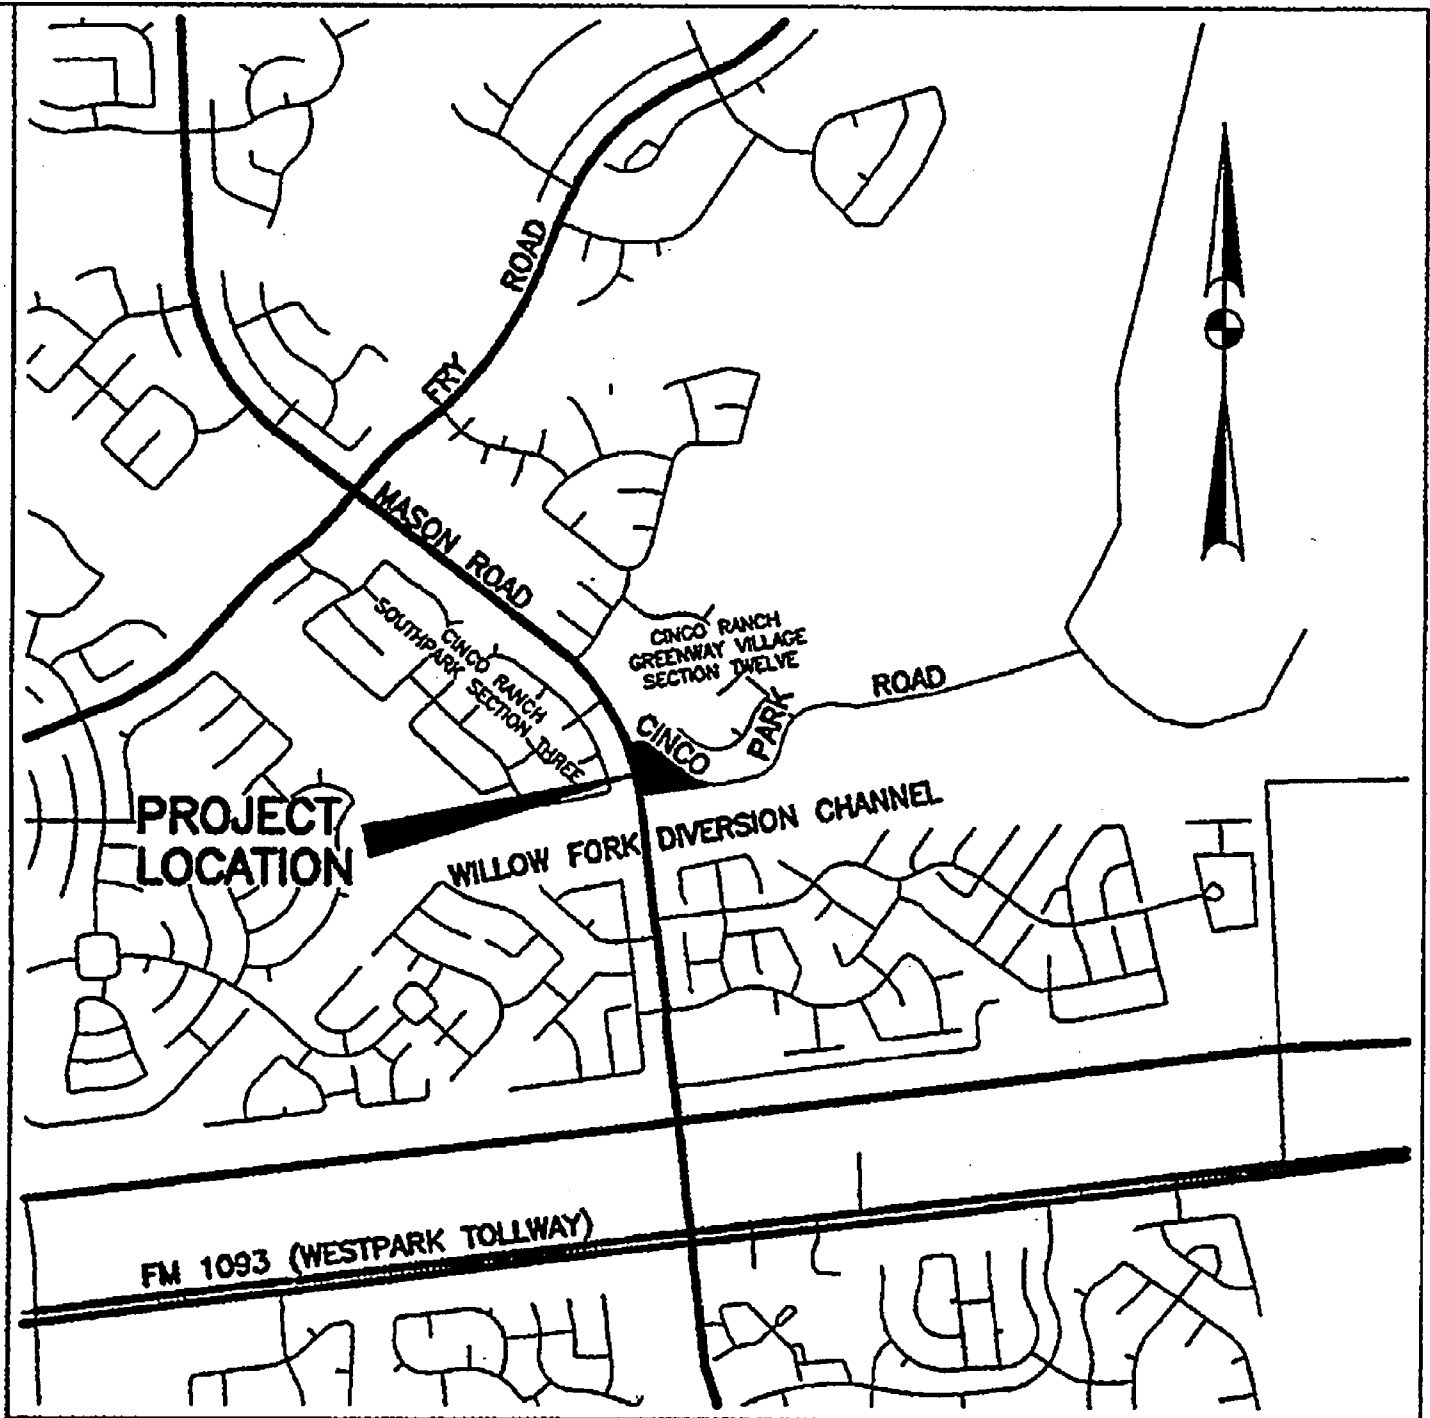 FRY ROAD
MASON ROAD
CINCO RANCH
SOUTHPARK SECTION THREE
CINCO RANCH
GREENWAY VILLAGE
SECTION TWELVE
CINCO PARK ROAD
PROJECT
LOCATION
WILLOW FORK DIVERSION CHANNEL
FM 1093 (WESTPARK TOLLWAY)